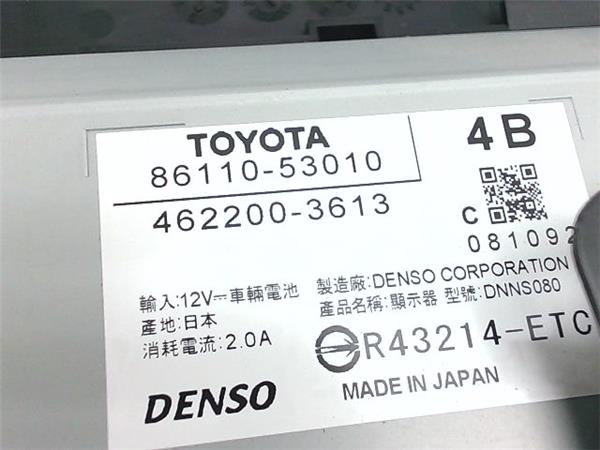 TOYOTA
86110-53010
4B
462200-3613
C
081092
輸入:12V⎓車輛電池
產地:日本
消耗電流:2.0A
製造廠:DENSO CORPORATION
產品名稱:顯示器 型號:DNNS080
R43214-ETC
DENSO
MADE IN JAPAN